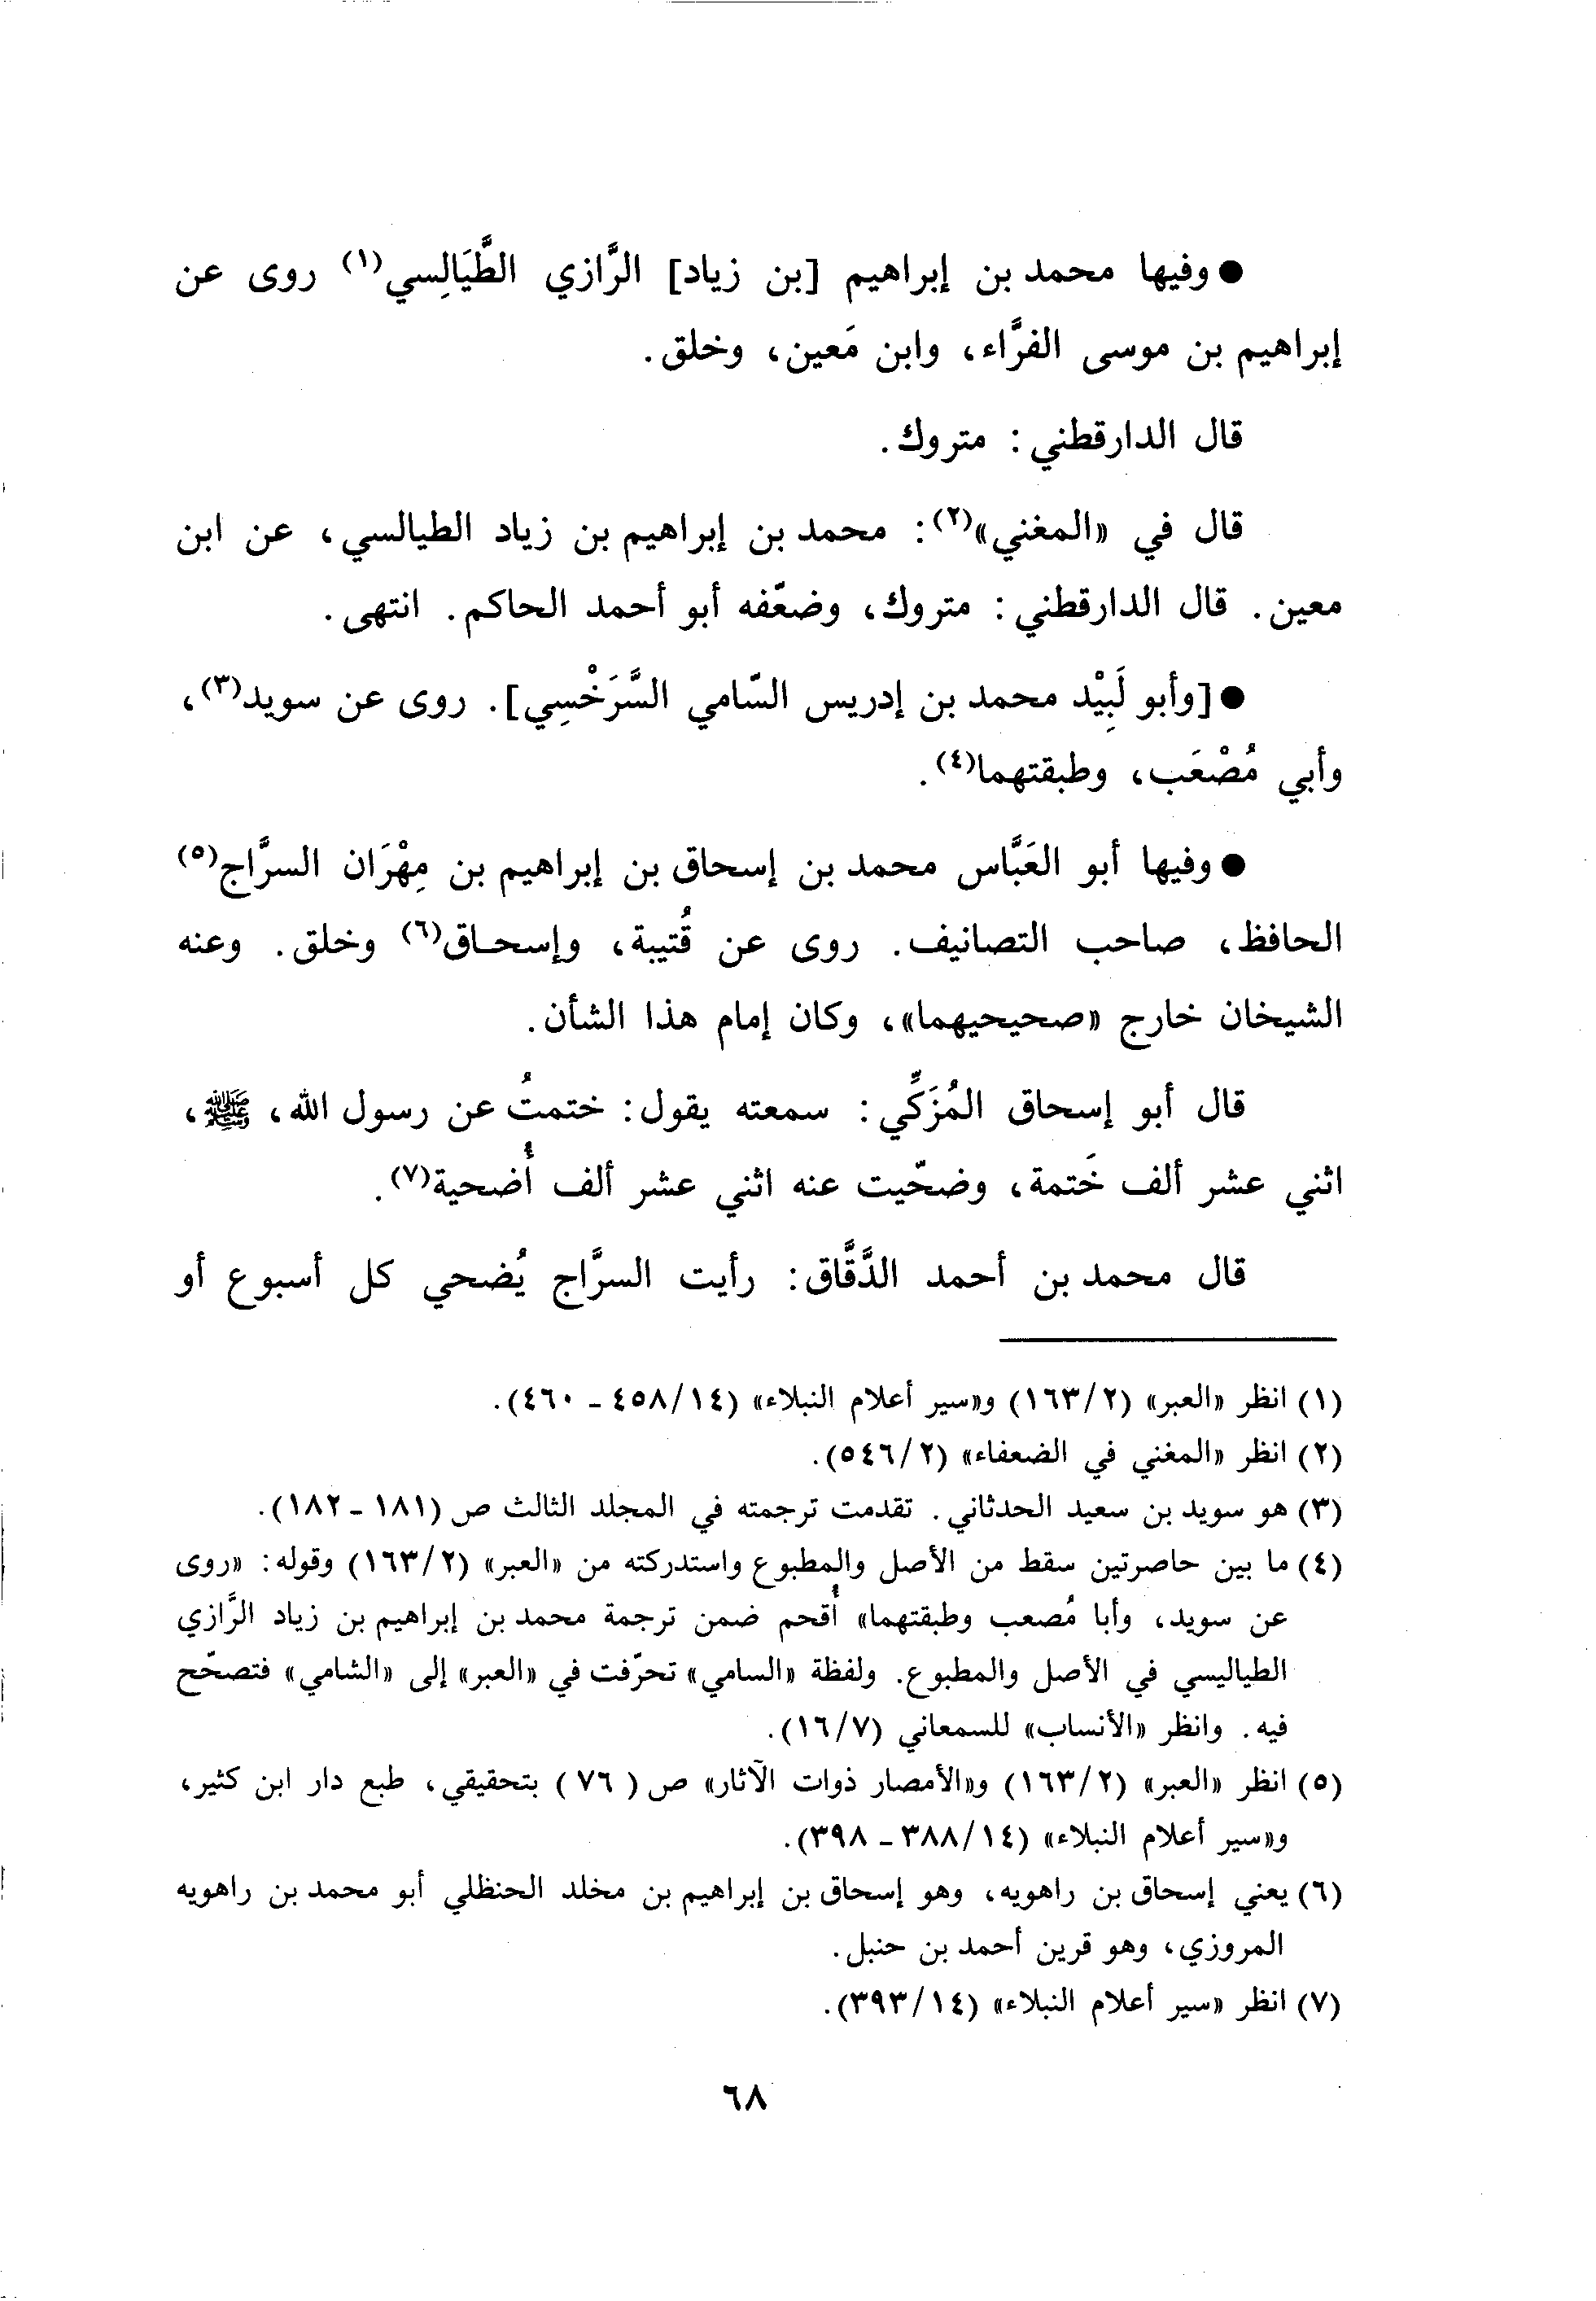 ● وفيها محمد بن إبراهيم [بن زياد] الرَّازي الطَّيَالِسي(١) روى عن
إبراهيم بن موسى الفرَّاء، وابن مَعين، وخلق.
قال الدارقطني: متروك.
قال في «المغني»(٢): محمد بن إبراهيم بن زياد الطيالسي، عن ابن
معين. قال الدارقطني: متروك، وضعّفه أبو أحمد الحاكم. انتهى.
● [وأبو لَبِيْد محمد بن إدريس السّامي السَّرَخْسِي]. روى عن سويد(٣)،
وأبي مُصْعَب، وطبقتهما(٤).
● وفيها أبو العَبَّاس محمد بن إسحاق بن إبراهيم بن مِهْرَان السرَّاج(٥)
الحافظ، صاحب التصانيف. روى عن قُتيبة، وإسحـاق(٦) وخلق. وعنه
الشيخان خارج «صحيحيهما»، وكان إمام هذا الشأن.
قال أبو إسحاق المُزَكِّي: سمعته يقول: ختمتُ عن رسول الله، ﷺ،
اثني عشر ألف خَتمة، وضحّيت عنه اثني عشر ألف أُضحية(٧).
قال محمد بن أحمد الدَّقَّاق: رأيت السرَّاج يُضحي كل أسبوع أو
(١) انظر «العبر» (١٦٣/٢) و«سير أعلام النبلاء» (٤٥٨/١٤ - ٤٦٠).
(٢) انظر «المغني في الضعفاء» (٥٤٦/٢).
(٣) هو سويد بن سعيد الحدثاني. تقدمت ترجمته في المجلد الثالث ص (١٨١ - ١٨٢).
(٤) ما بين حاصرتين سقط من الأصل والمطبوع واستدركته من «العبر» (١٦٣/٢) وقوله: «روى
عن سويد، وأبا مُصعب وطبقتهما» أُقحم ضمن ترجمة محمد بن إبراهيم بن زياد الرَّازي
الطياليسي في الأصل والمطبوع. ولفظة «السامي» تحرّفت في «العبر» إلى «الشامي» فتصحّح
فيه. وانظر «الأنساب» للسمعاني (١٦/٧).
(٥) انظر «العبر» (١٦٣/٢) و«الأمصار ذوات الآثار» ص (٧٦) بتحقيقي، طبع دار ابن كثير،
و«سير أعلام النبلاء» (٣٨٨/١٤ - ٣٩٨).
(٦) يعني إسحاق بن راهويه، وهو إسحاق بن إبراهيم بن مخلد الحنظلي أبو محمد بن راهويه
المروزي، وهو قرين أحمد بن حنبل.
(٧) انظر «سير أعلام النبلاء» (٣٩٣/١٤).
٦٨